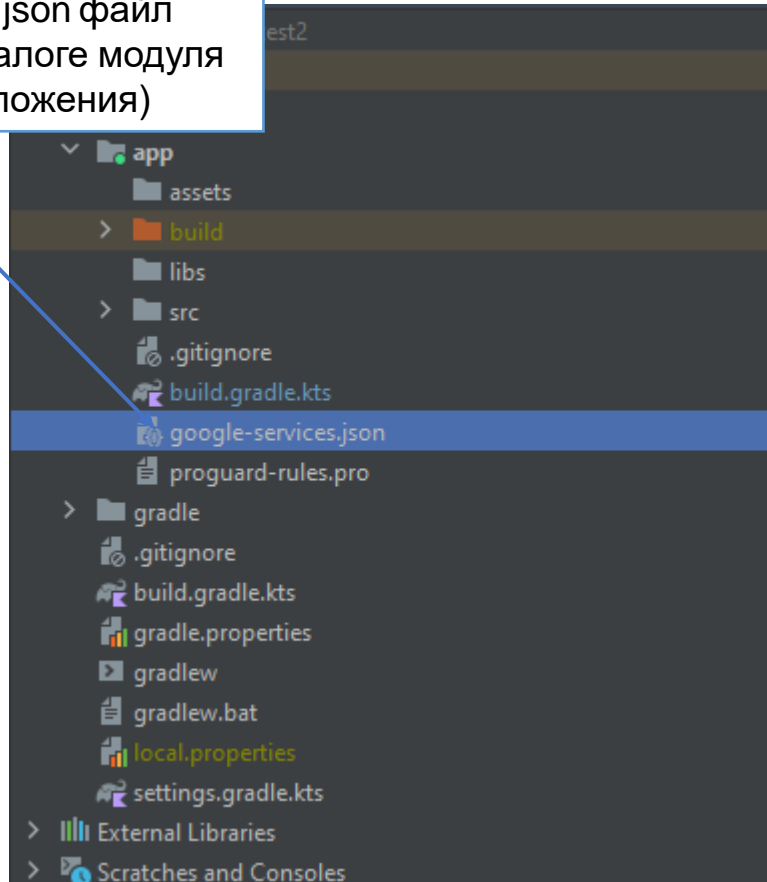 json файл
модуля
est2
app
assets
build
libs
src
.gitignore
build.gradle.kts
google-services.json
proguard-rules.pro
gradle
.gitignore
build.gradle.kts
gradle.properties
gradlew
gradlew.bat
local.properties
settings.gradle.kts
External Libraries
Scratches and Consoles